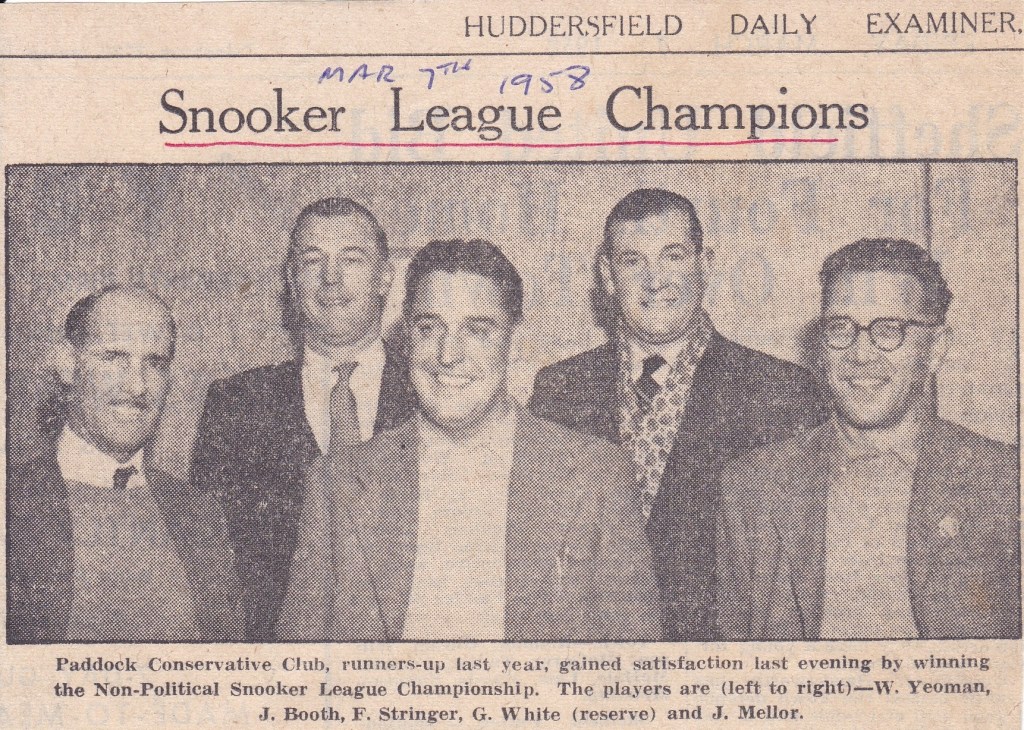 HUDDERSFIELD DAILY EXAMINER,
MAR 7TH 1958
Snooker League Champions
Paddock Conservative Club, runners-up last year, gained satisfaction last evening by winning
the Non-Political Snooker League Championship. The players are (left to right)—W. Yeoman,
J. Booth, F. Stringer, G. White (reserve) and J. Mellor.